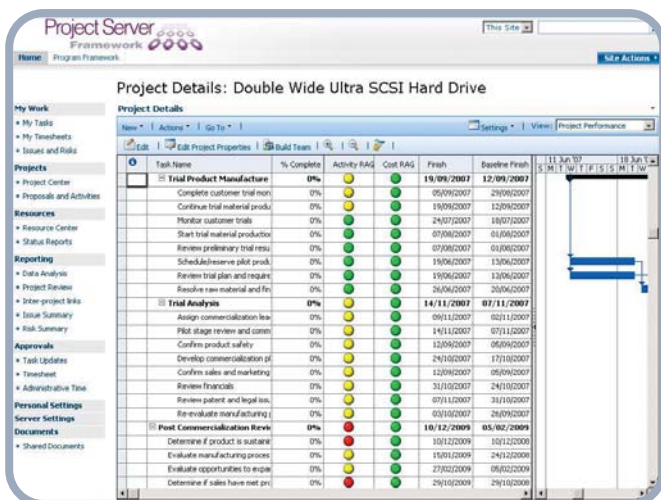 Project Server
Framework
This Site
Home Program Framework
Site Actions
Project Details: Double Wide Ultra SCSI Hard Drive
Project Details
My Work
My Tasks
My Timesheets
Issues and Risks
Projects
Project Center
Proposals and Activities
Resources
Resource Center
Status Reports
Reporting
Data Analysis
Project Review
Inter-project links
Issue Summary
Risk Summary
Approvals
Task Updates
Timesheet
Administrative Time
Personal Settings
Server Settings
Documents
Shared Documents
New Actions Go To Settings View: Project Performance
Edit Edit Project Properties Build Team
Task Name % Complete Activity RAG Cost RAG Finish Baseline Finish
11 Jun '07 18 Jun '
S M T W T F S S M T W
Trial Product Manufacture 0% 19/09/2007 12/09/2007
Complete customer trial mon 0% 05/09/2007 29/08/2007
Continue trial material produ 0% 19/09/2007 12/09/2007
Monitor customer trials 0% 24/07/2007 18/07/2007
Start trial material production 0% 07/08/2007 01/08/2007
Review preliminary trial resu 0% 07/08/2007 01/08/2007
Schedule/reserve pilot prod. 0% 19/06/2007 13/06/2007
Review trial plan and require 0% 19/06/2007 13/06/2007
Resolve raw material and fin 0% 26/06/2007 20/06/2007
Trial Analysis 0% 14/11/2007 07/11/2007
Assign commercialization lea 0% 09/11/2007 02/11/2007
Pilot stage review and comm 0% 14/11/2007 07/11/2007
Confirm product safety 0% 12/09/2007 05/09/2007
Develop commercialization pl 0% 24/10/2007 17/10/2007
Confirm sales and marketing 0% 12/09/2007 05/09/2007
Review financials 0% 31/10/2007 24/10/2007
Review patent and legal issu. 0% 07/11/2007 31/10/2007
Re-evaluate manufacturing p 0% 03/10/2007 26/09/2007
Post Commercialization Revie 0% 10/12/2009 05/02/2009
Determine if product is sustain 0% 10/12/2009 10/12/2008
Evaluate manufacturing proces 0% 15/01/2009 24/12/2008
Evaluate opportunities to expan 0% 27/02/2009 05/02/2009
Determine if sales have met pro 0% 29/10/2009 29/10/2008